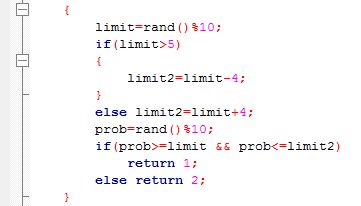 {
limit=rand()%10;
if(limit>5)
{
limit2=limit-4;
}
else limit2=limit+4;
prob=rand()%10;
if(prob>=limit && prob<=limit2)
return 1;
else return 2;
}